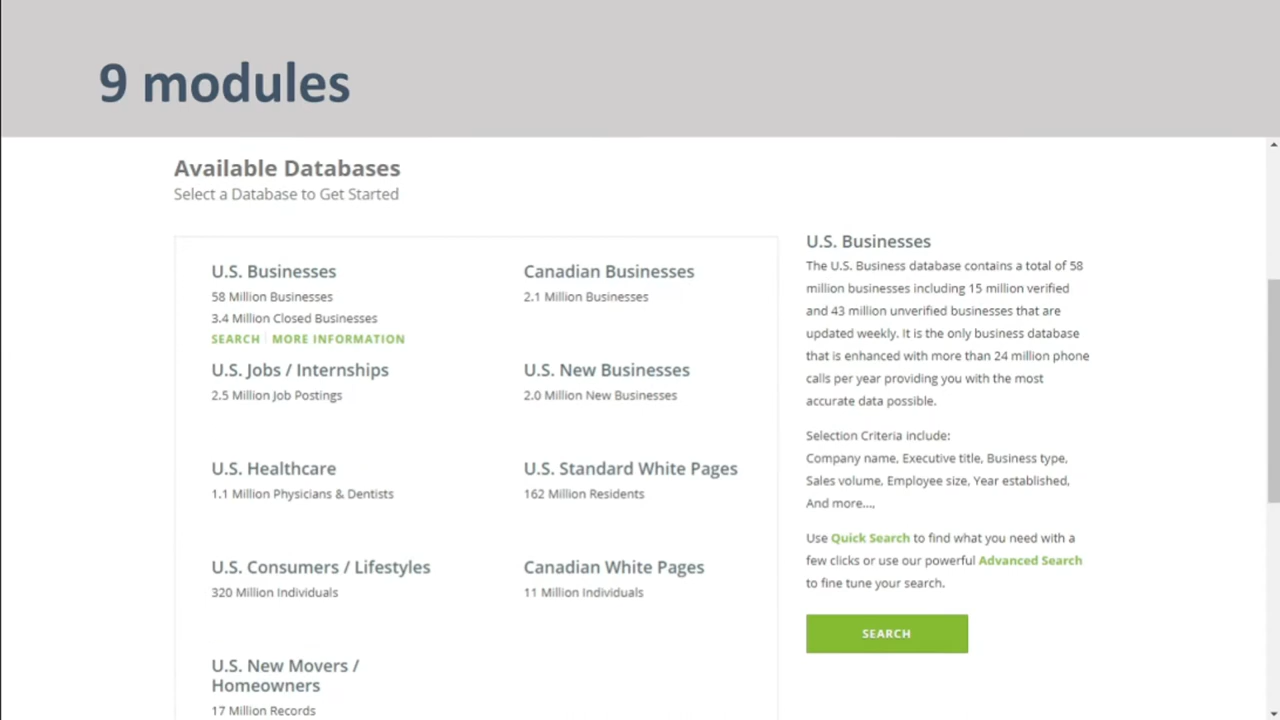 9 modules
Available Databases
Select a Database to Get Started
U.S. Businesses
58 Million Businesses
3.4 Million Closed Businesses
SEARCH | MORE INFORMATION
Canadian Businesses
2.1 Million Businesses
U.S. Jobs / Internships
2.5 Million Job Postings
U.S. New Businesses
2.0 Million New Businesses
U.S. Healthcare
1.1 Million Physicians & Dentists
U.S. Standard White Pages
162 Million Residents
U.S. Consumers / Lifestyles
320 Million Individuals
Canadian White Pages
11 Million Individuals
U.S. New Movers /
Homeowners
17 Million Records
U.S. Businesses
The U.S. Business database contains a total of 58
million businesses including 15 million verified
and 43 million unverified businesses that are
updated weekly. It is the only business database
that is enhanced with more than 24 million phone
calls per year providing you with the most
accurate data possible.
Selection Criteria include:
Company name, Executive title, Business type,
Sales volume, Employee size, Year established,
And more...,
Use Quick Search to find what you need with a
few clicks or use our powerful Advanced Search
to fine tune your search.
SEARCH